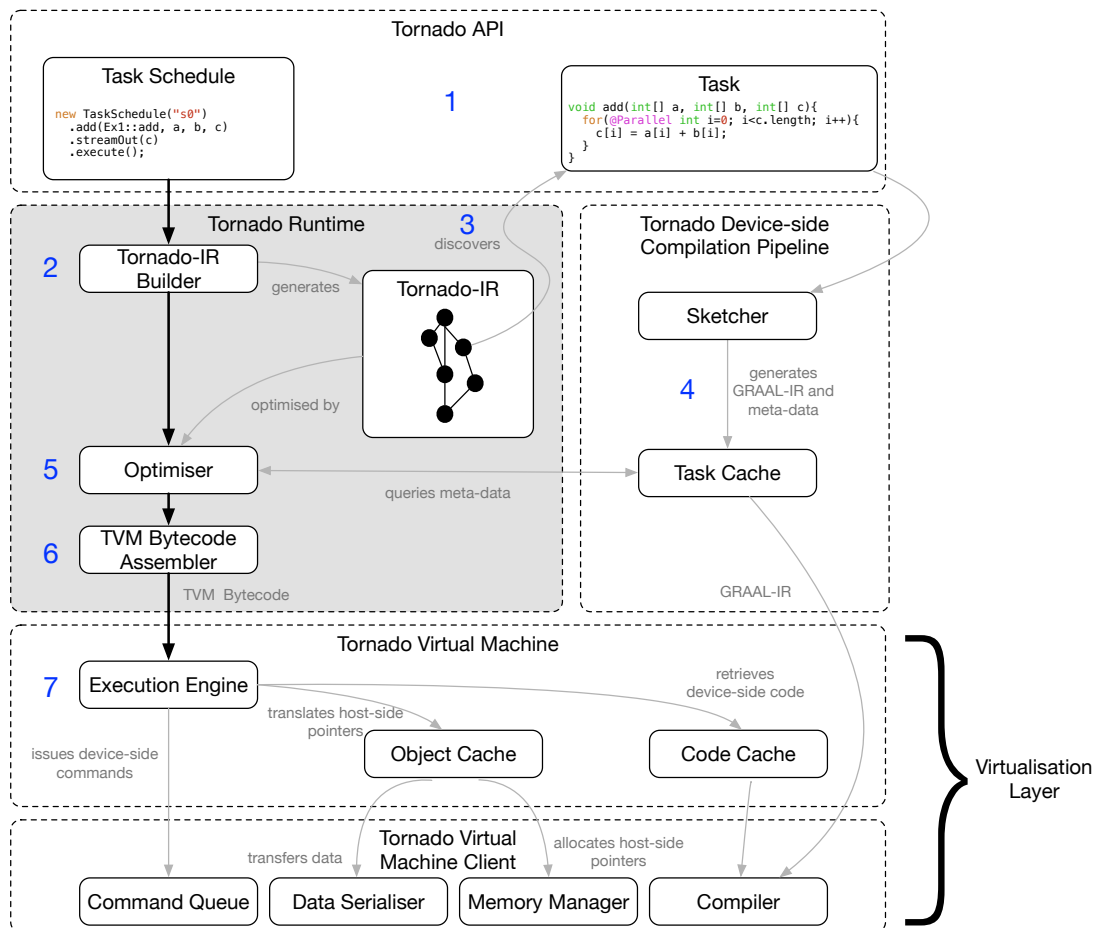 Tornado API
Task Schedule
new TaskSchedule("s0")
.add(Ex1::add, a, b, c)
.streamOut(c)
.execute();
1
Task
void add(int[] a, int[] b, int[] c){
for(@Parallel int i=0; i<c.length; i++){
c[i] = a[i] + b[i];
}
}
Tornado Runtime
3
discovers
2
Tornado-IR
Builder
generates
Tornado-IR
optimised by
5
Optimiser
queries meta-data
6
TVM Bytecode
Assembler
TVM Bytecode
Tornado Device-side
Compilation Pipeline
Sketcher
4
generates
GRAAL-IR and
meta-data
Task Cache
GRAAL-IR
Tornado Virtual Machine
7
Execution Engine
translates host-side
pointers
retrieves
device-side code
issues device-side
commands
Object Cache
Code Cache
Virtualisation
Layer
Tornado Virtual
Machine Client
transfers data
allocates host-side
pointers
Command Queue
Data Serialiser
Memory Manager
Compiler